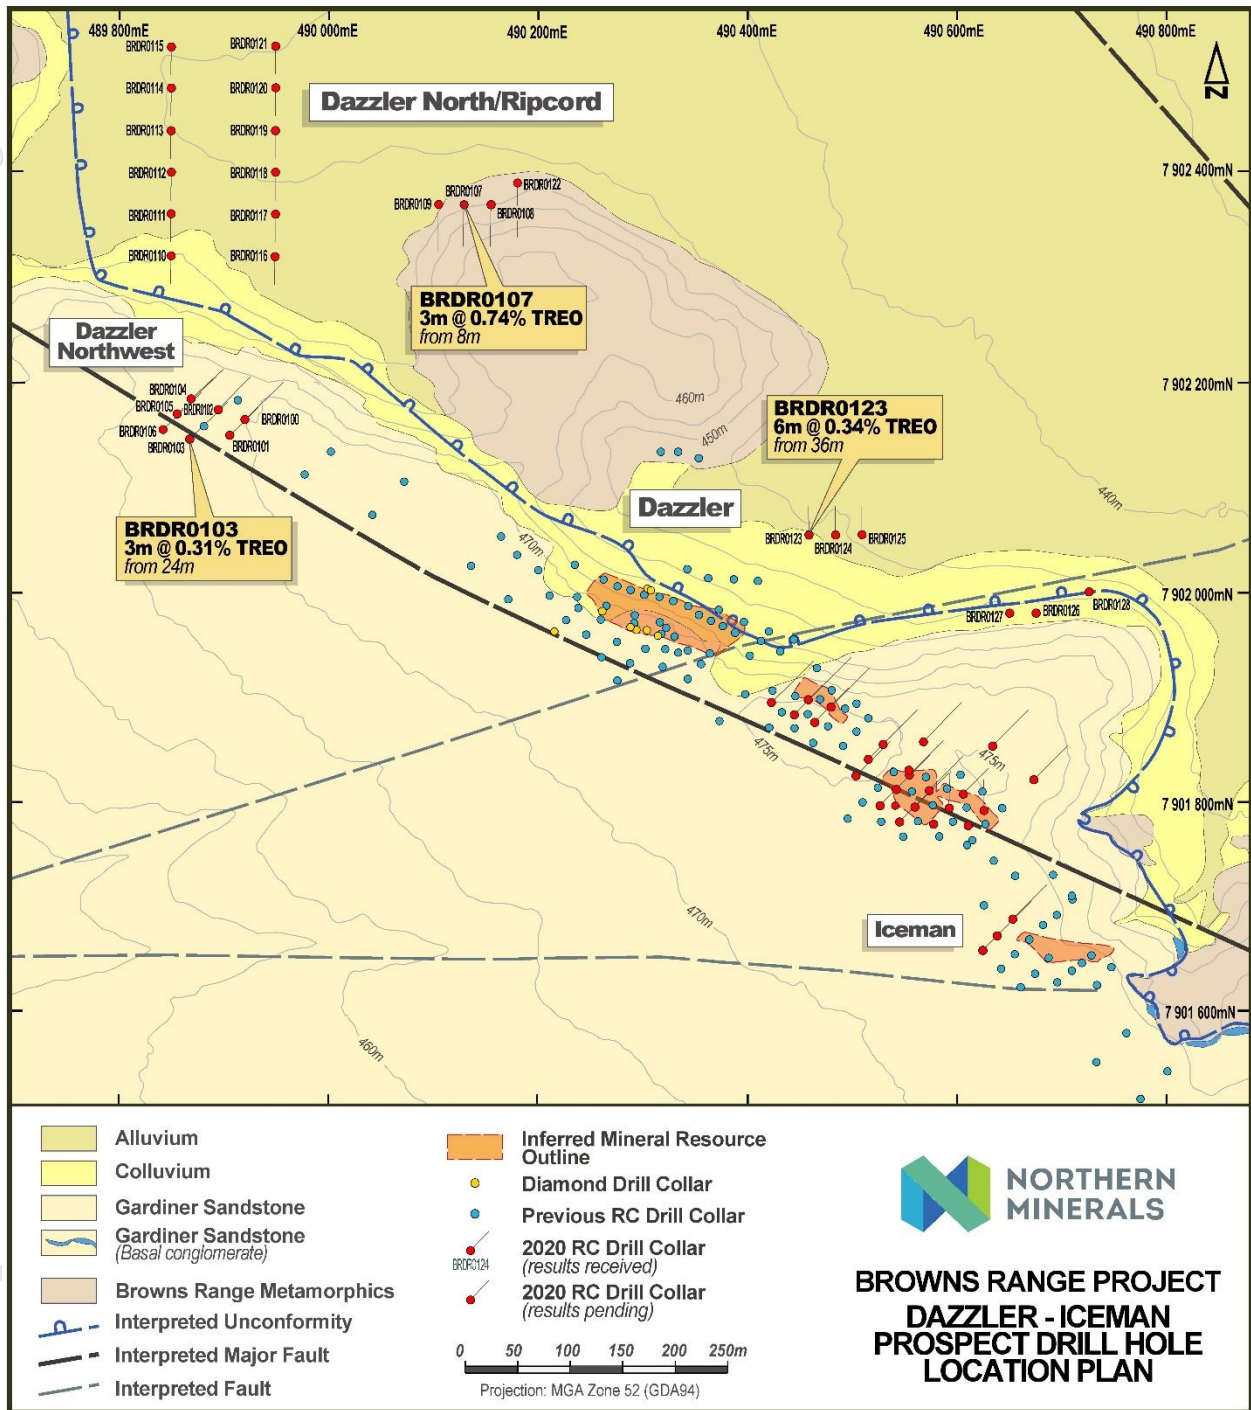 489 800mE
490 000mE
490 200mE
490 400mE
490 600mE
490 800mE
N
BRDR0115
BRDR0121
BRDR0114
BRDR0120
Dazzler North/Ripcord
BRDR0113
BRDR0119
BRDR0112
BRDR0118
7 902 400mN
BRDR0111
BRDR0117
BRDR0109
BRDR0107
BRDR0122
BRDR0108
BRDR0110
BRDR0116
BRDR0107
3m @ 0.74% TREO
from 8m
Dazzler
Northwest
7 902 200mN
BRDR0104
BRDR0105
BRDR0102
BRDR0100
BRDR0106
BRDR0103
BRDR0101
460m
450m
BRDR0123
6m @ 0.34% TREO
from 36m
440m
Dazzler
BRDR0103
3m @ 0.31% TREO
from 24m
470m
BRDR0123
BRDR0124
BRDR0125
7 902 000mN
BRDR0127
BRDR0126
BRDR0128
475m
475m
7 901 800mN
470m
Iceman
460m
7 901 600mN
Alluvium
Colluvium
Gardiner Sandstone
Gardiner Sandstone
(Basal conglomerate)
Browns Range Metamorphics
Interpreted Unconformity
Interpreted Major Fault
Interpreted Fault
Inferred Mineral Resource
Outline
Diamond Drill Collar
Previous RC Drill Collar
2020 RC Drill Collar
(results received)
BRDR0124
2020 RC Drill Collar
(results pending)
0 50 100 150 200 250m
Projection: MGA Zone 52 (GDA94)
NORTHERN
MINERALS
BROWNS RANGE PROJECT
DAZZLER - ICEMAN
PROSPECT DRILL HOLE
LOCATION PLAN